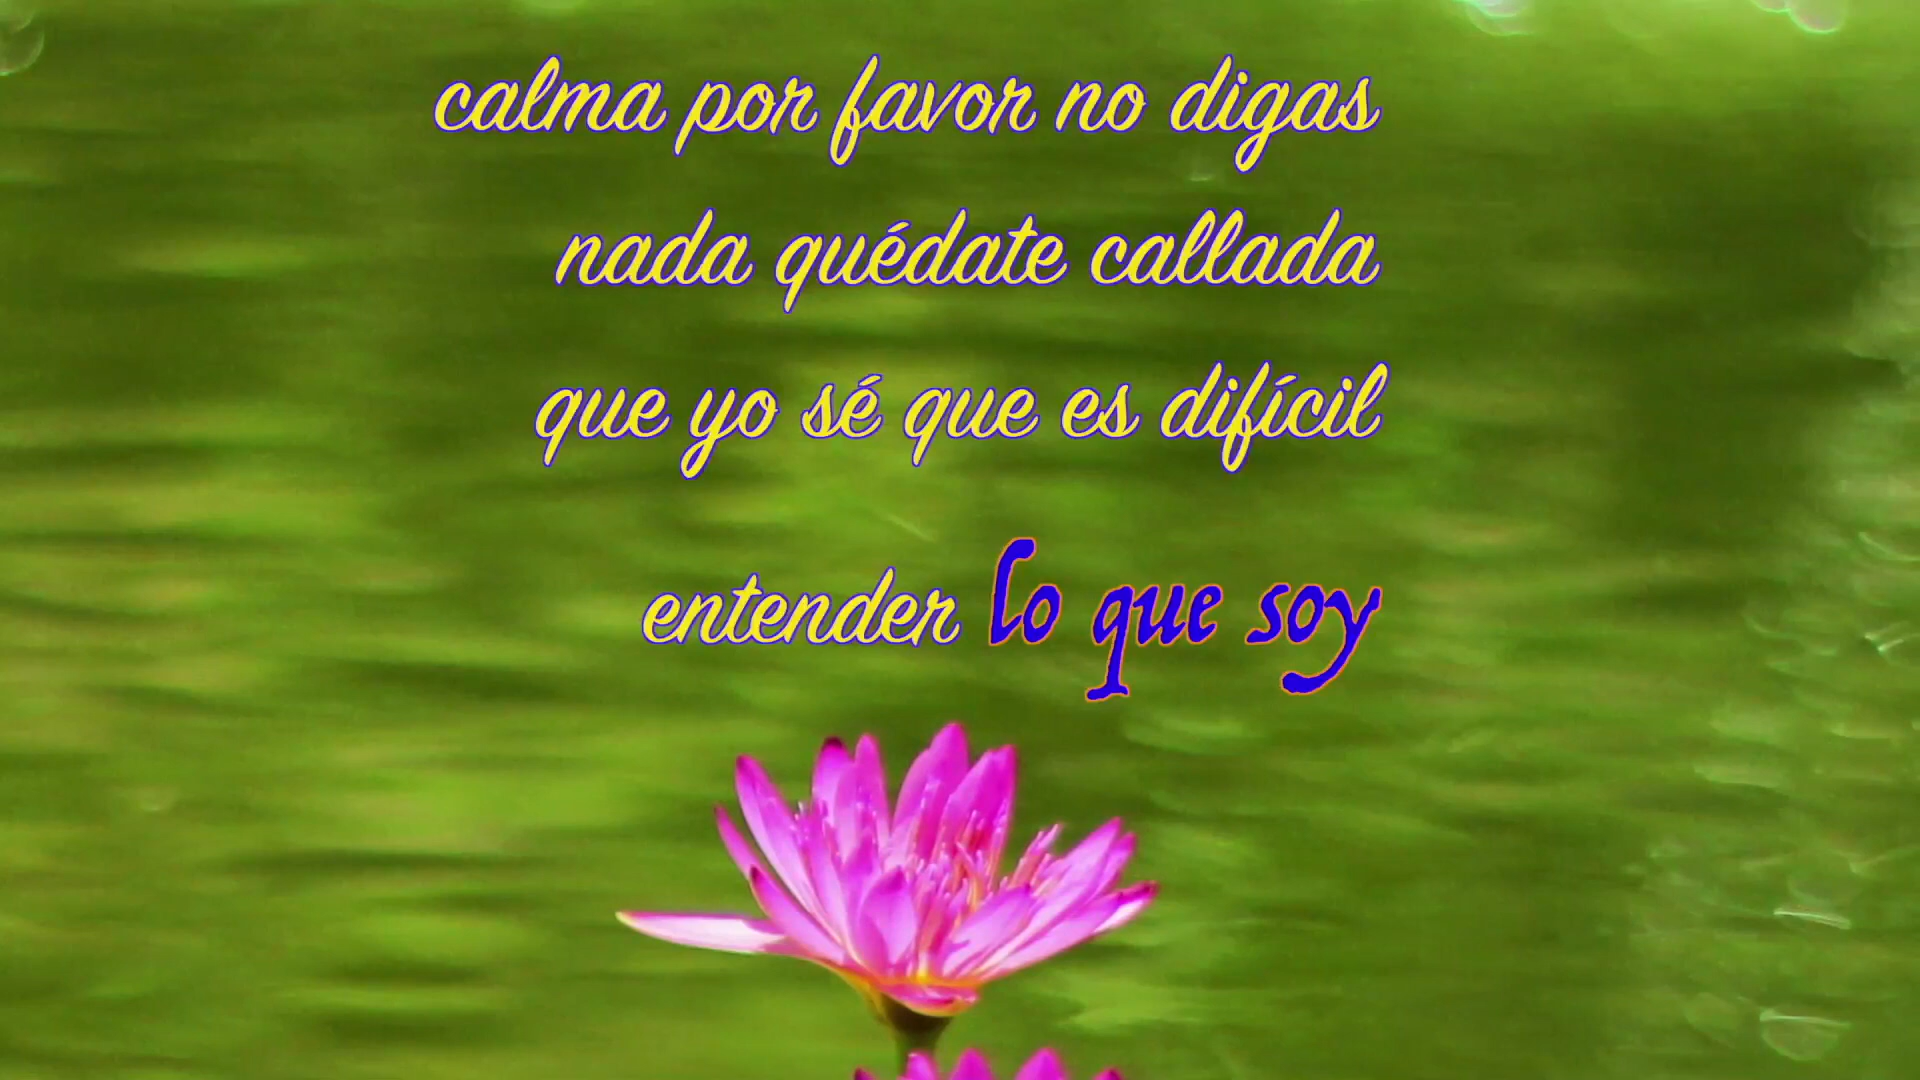 calma por favor no digas
nada quédate callada
que yo sé que es difícil
entender lo que soy